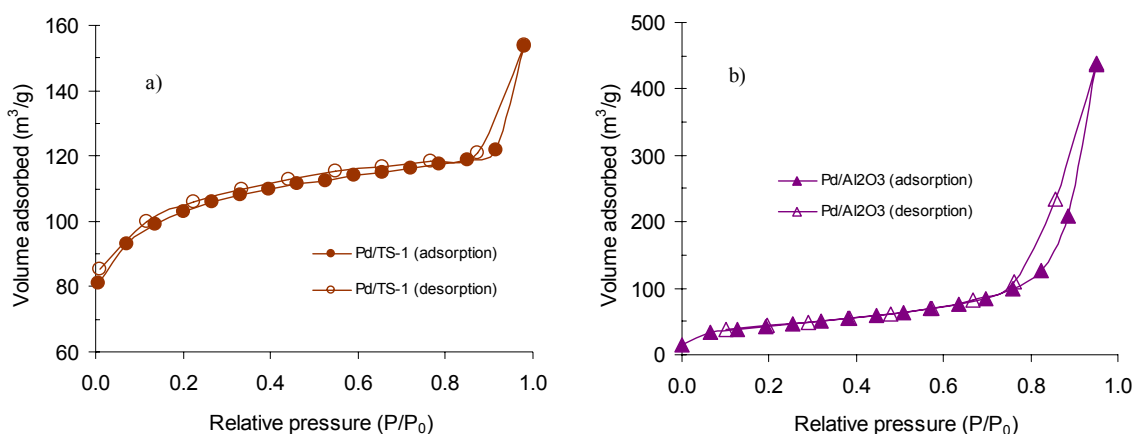 160
140
120
100
80
60
0.0 0.2 0.4 0.6 0.8 1.0
Volume adsorbed (m³/g)
Relative pressure (P/P₀)
a)
Pd/TS-1 (adsorption)
Pd/TS-1 (desorption)
500
400
300
200
100
0
0.0 0.2 0.4 0.6 0.8 1.0
Volume adsorbed (m³/g)
Relative pressure (P/P₀)
b)
Pd/Al2O3 (adsorption)
Pd/Al2O3 (desorption)